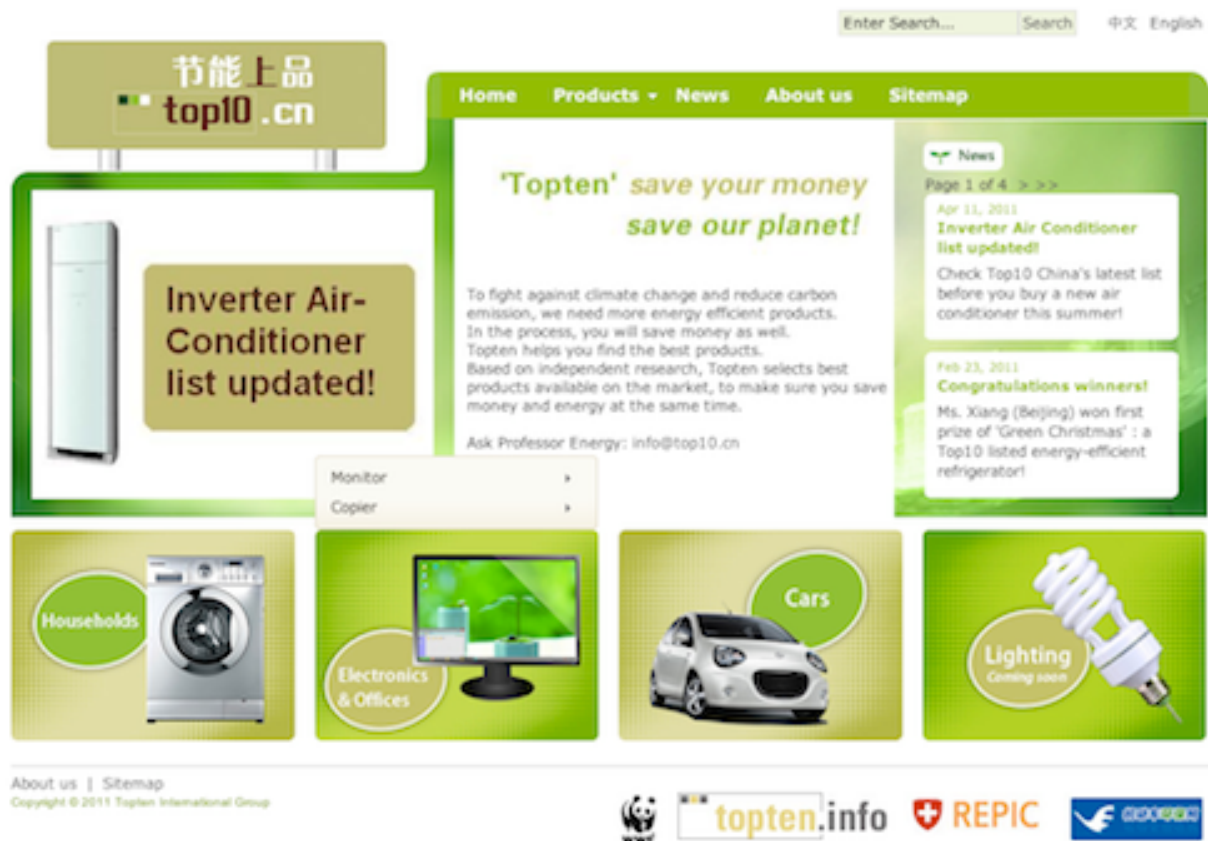 Enter Search... Search 中文 English
节能上品
top10.cn
Home Products News About us Sitemap
Inverter Air-
Conditioner
list updated!
'Topten' save your money
save our planet!
To fight against climate change and reduce carbon
emission, we need more energy efficient products.
In the process, you will save money as well.
Topten helps you find the best products.
Based on independent research, Topten selects best
products available on the market, to make sure you save
money and energy at the same time.
Ask Professor Energy: info@top10.cn
News
Page 1 of 4 > >>
Apr 11, 2011
Inverter Air Conditioner
list updated!
Check Top10 China's latest list
before you buy a new air
conditioner this summer!
Feb 23, 2011
Congratulations winners!
Ms. Xiang (Beijing) won first
prize of 'Green Christmas' : a
Top10 listed energy-efficient
refrigerator!
Monitor
Copier
Households
Electronics
& Offices
Cars
Lighting
Coming soon
About us | Sitemap
Copyright © 2011 Topten International Group
WWF
topten.info
REPIC